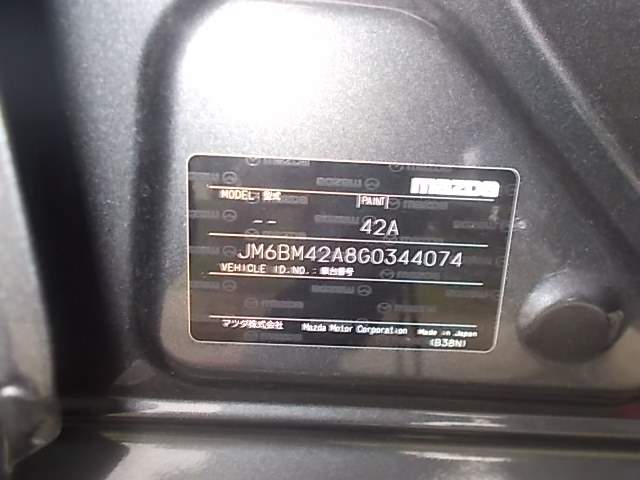 mazda
MODEL：型式 PAINT
-- 42A
JM6BM42A8G0344074
VEHICLE ID.NO.：車台番号
マツダ株式会社 Mazda Motor Corporation Made in Japan
(B38N)